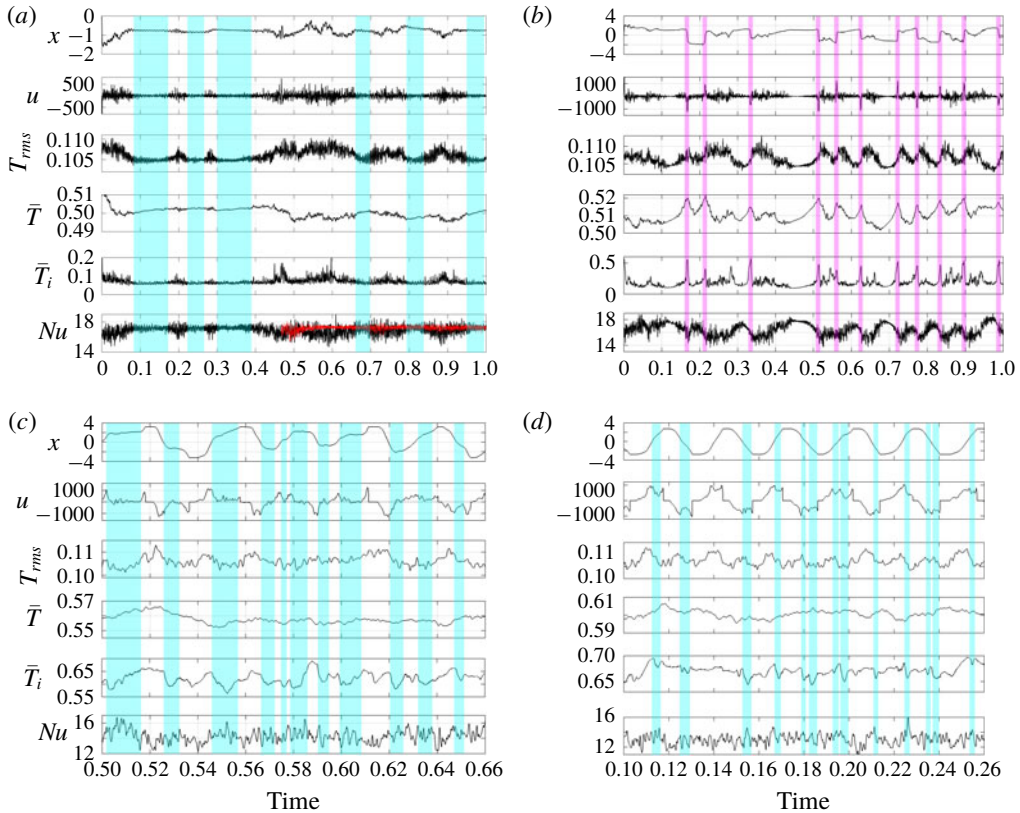 (a) (b)
x 0 −1 −2
4 0 −4
u 500 −500
1000 −1000
T_rms 0.110 0.105
0.110 0.105
T̄ 0.51 0.50 0.49
0.52 0.51 0.50
T̄_i 0.2 0.1 0
0.5 0
Nu 18 14
18 14
0 0.1 0.2 0.3 0.4 0.5 0.6 0.7 0.8 0.9 1.0
0 0.1 0.2 0.3 0.4 0.5 0.6 0.7 0.8 0.9 1.0
(c) (d)
x 4 0 −4
4 0 −4
u 1000 −1000
1000 −1000
T_rms 0.11 0.10
0.11 0.10
T̄ 0.57 0.55
0.61 0.59
T̄_i 0.65 0.55
0.70 0.65
Nu 16 12
16 12
0.50 0.52 0.54 0.56 0.58 0.60 0.62 0.64 0.66
0.10 0.12 0.14 0.16 0.18 0.20 0.22 0.24 0.26
Time Time